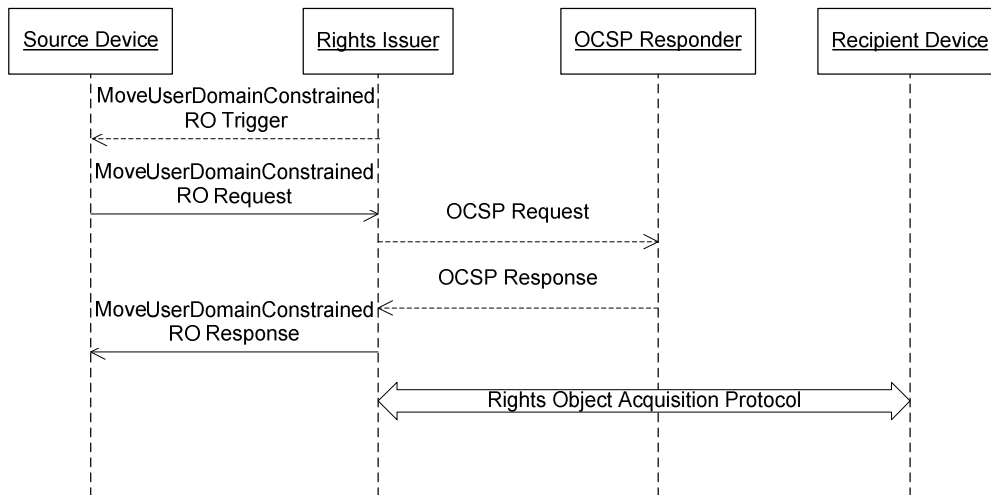 Source Device
Rights Issuer
OCSP Responder
Recipient Device
MoveUserDomainConstrained
RO Trigger
MoveUserDomainConstrained
RO Request
OCSP Request
OCSP Response
MoveUserDomainConstrained
RO Response
Rights Object Acquisition Protocol